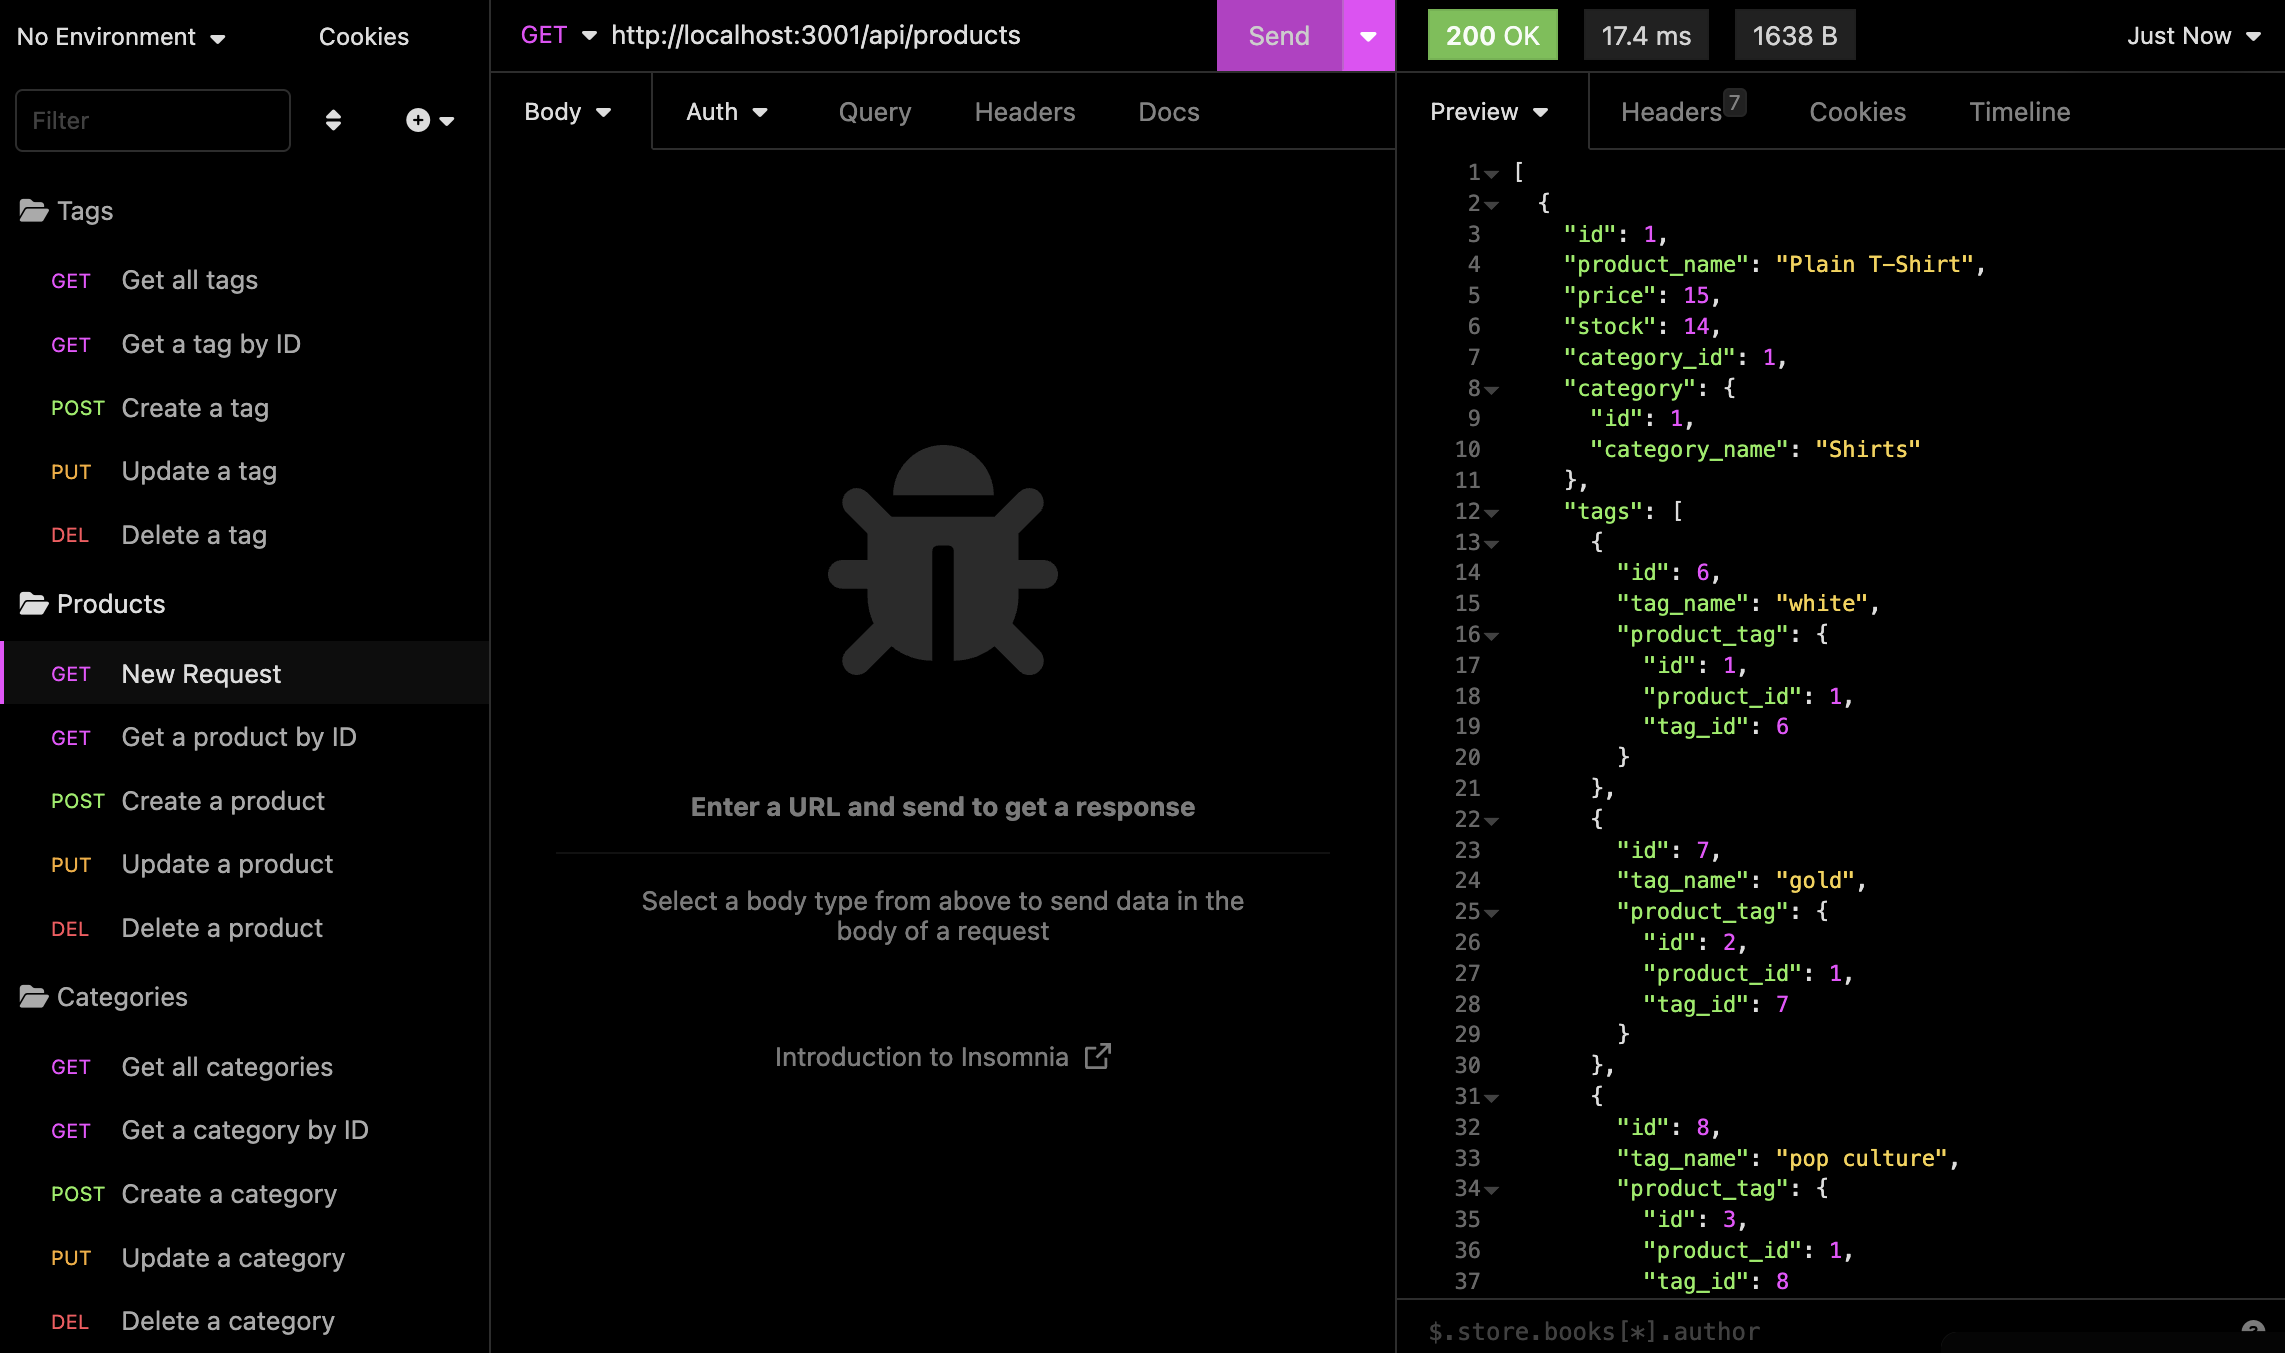 No Environment
Cookies
Filter
Tags
GET Get all tags
GET Get a tag by ID
POST Create a tag
PUT Update a tag
DEL Delete a tag
Products
GET New Request
GET Get a product by ID
POST Create a product
PUT Update a product
DEL Delete a product
Categories
GET Get all categories
GET Get a category by ID
POST Create a category
PUT Update a category
DEL Delete a category
GET http://localhost:3001/api/products Send
Body Auth Query Headers Docs
Enter a URL and send to get a response
Select a body type from above to send data in the
body of a request
Introduction to Insomnia
200 OK 17.4 ms 1638 B Just Now
Preview Headers 7 Cookies Timeline
1 [
2 {
3 "id": 1,
4 "product_name": "Plain T-Shirt",
5 "price": 15,
6 "stock": 14,
7 "category_id": 1,
8 "category": {
9 "id": 1,
10 "category_name": "Shirts"
11 },
12 "tags": [
13 {
14 "id": 6,
15 "tag_name": "white",
16 "product_tag": {
17 "id": 1,
18 "product_id": 1,
19 "tag_id": 6
20 }
21 },
22 {
23 "id": 7,
24 "tag_name": "gold",
25 "product_tag": {
26 "id": 2,
27 "product_id": 1,
28 "tag_id": 7
29 }
30 },
31 {
32 "id": 8,
33 "tag_name": "pop culture",
34 "product_tag": {
35 "id": 3,
36 "product_id": 1,
37 "tag_id": 8
$.store.books[*].author